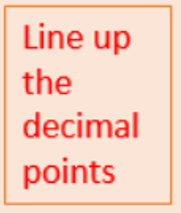 Line up
the
decimal
points